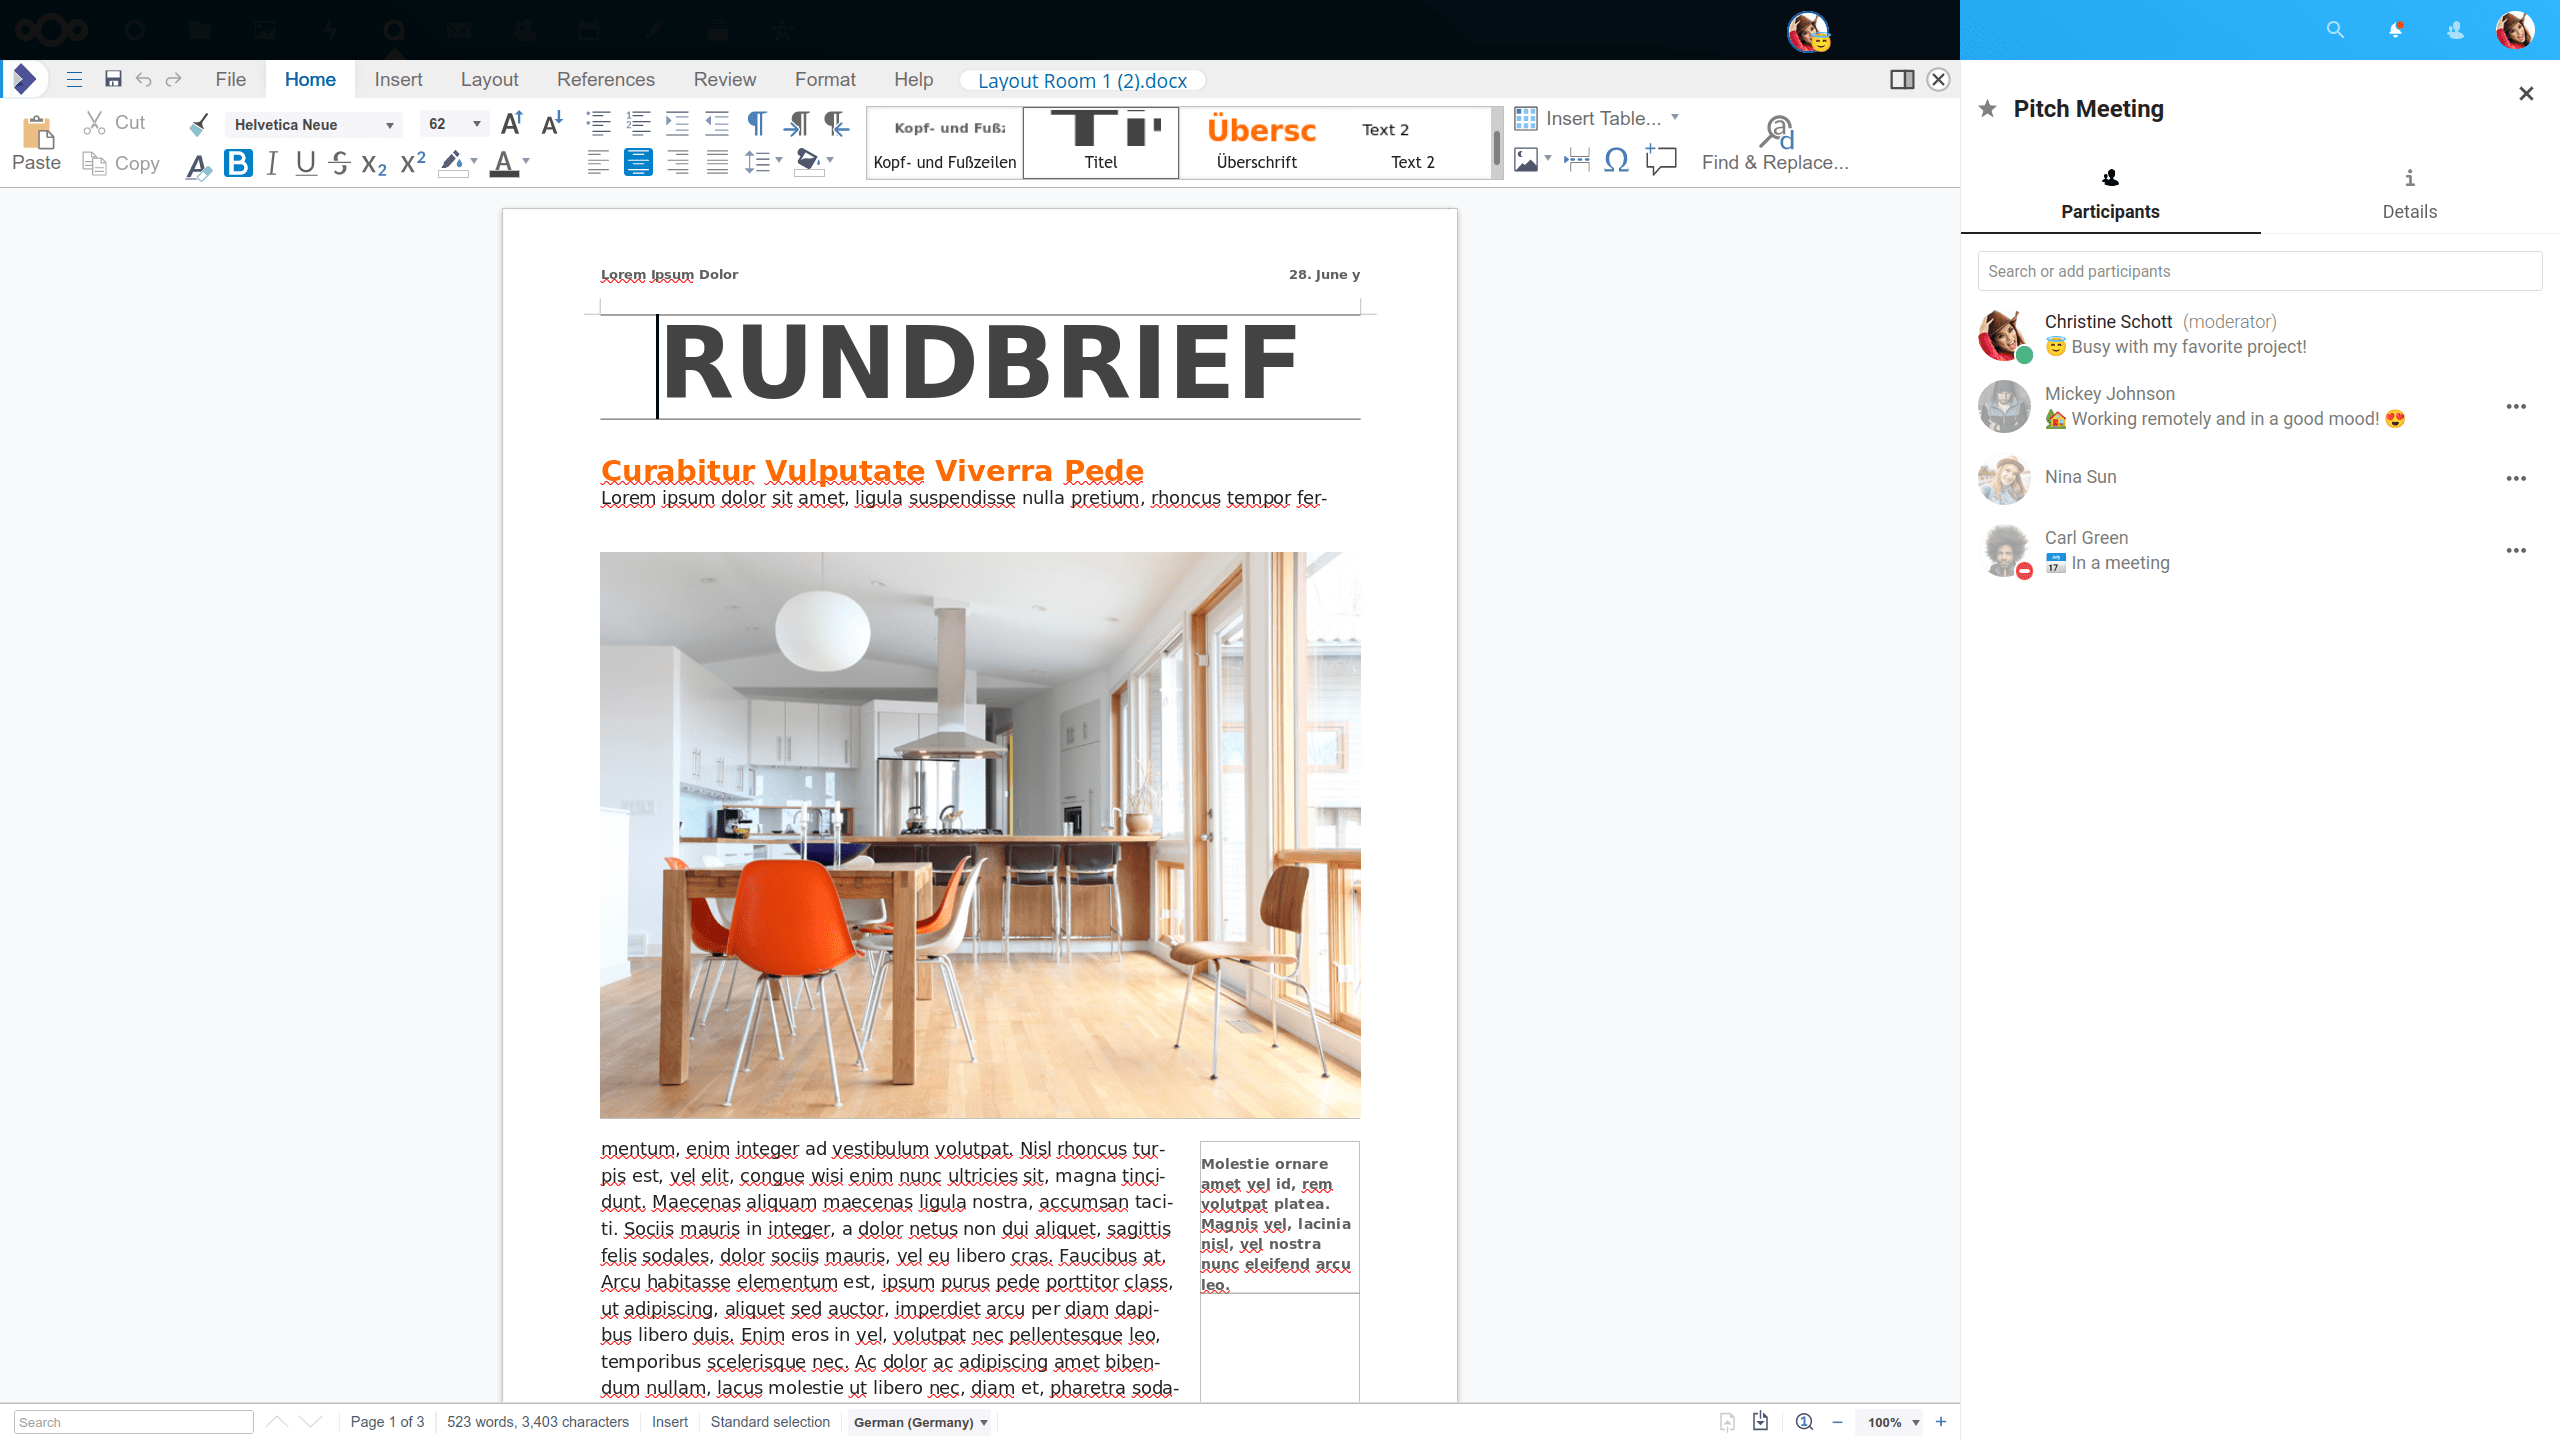 File Home Insert Layout References Review Format Help Layout Room 1 (2).docx
Paste Cut Copy Helvetica Neue 62
Kopf- und Fuß
Kopf- und Fußzeilen
Titel
Übersc
Überschrift
Text 2
Text 2
Insert Table...
Find & Replace...
Lorem Ipsum Dolor 28. June y
RUNDBRIEF
Curabitur Vulputate Viverra Pede
Lorem ipsum dolor sit amet, ligula suspendisse nulla pretium, rhoncus tempor fer-
mentum, enim integer ad vestibulum volutpat. Nisl rhoncus tur-
pis est, vel elit, congue wisi enim nunc ultricies sit, magna tinci-
dunt. Maecenas aliquam maecenas ligula nostra, accumsan taci-
ti. Sociis mauris in integer, a dolor netus non dui aliquet, sagittis
felis sodales, dolor sociis mauris, vel eu libero cras. Faucibus at.
Arcu habitasse elementum est, ipsum purus pede porttitor class,
ut adipiscing, aliquet sed auctor, imperdiet arcu per diam dapi-
bus libero duis. Enim eros in vel, volutpat nec pellentesque leo,
temporibus scelerisque nec. Ac dolor ac adipiscing amet biben-
dum nullam, lacus molestie ut libero nec, diam et, pharetra soda-
Molestie ornare
amet vel id, rem
volutpat platea.
Magnis vel, lacinia
nisl, vel nostra
nunc eleifend arcu
leo.
Search Page 1 of 3 523 words, 3,403 characters Insert Standard selection German (Germany) 100%
Pitch Meeting
Participants Details
Search or add participants
Christine Schott (moderator)
😇 Busy with my favorite project!
Mickey Johnson
🏡 Working remotely and in a good mood! 😍
Nina Sun
Carl Green
📅 In a meeting